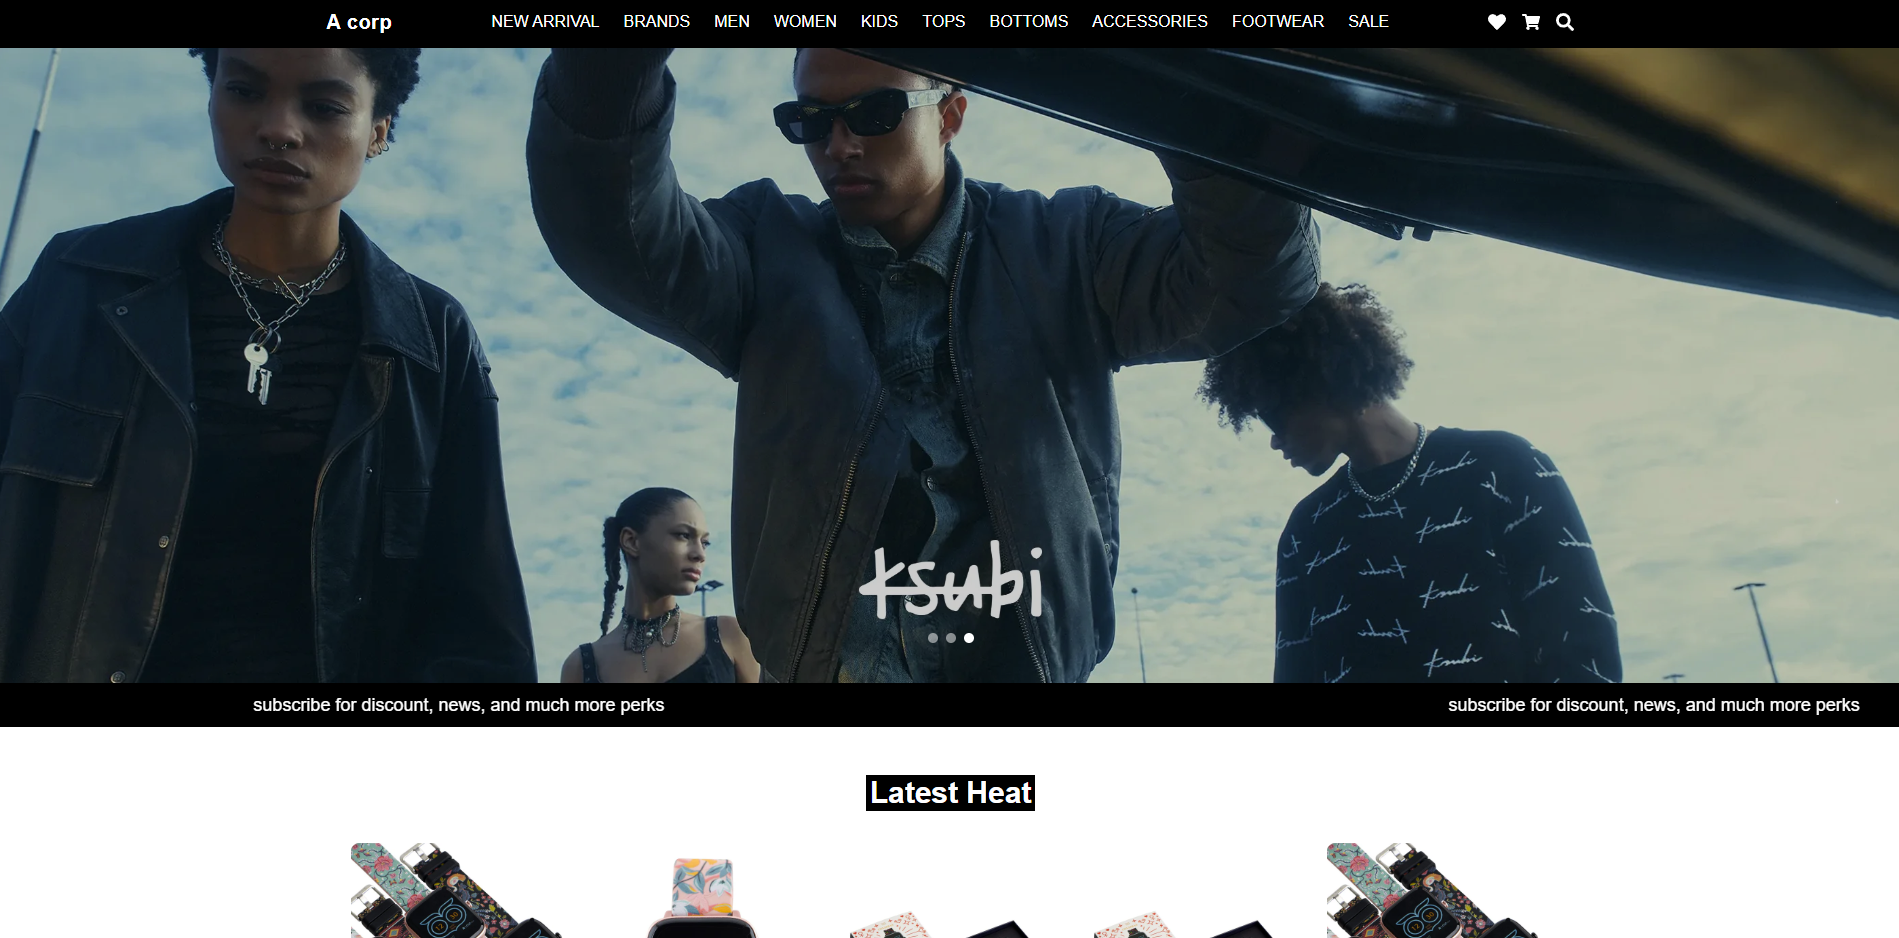 A corp NEW ARRIVAL BRANDS MEN WOMEN KIDS TOPS BOTTOMS ACCESSORIES FOOTWEAR SALE
ksubi
subscribe for discount, news, and much more perks subscribe for discount, news, and much more perks
Latest Heat